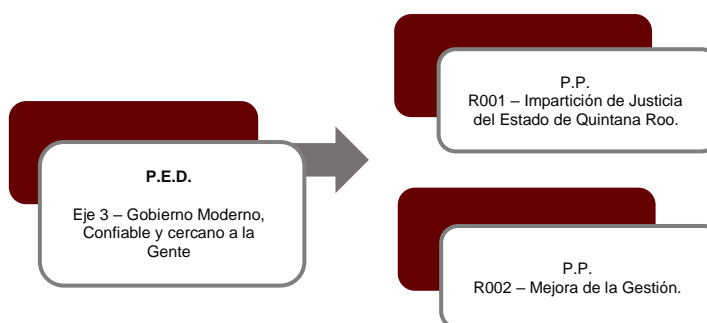 P.E.D.
Eje 3 – Gobierno Moderno,
Confiable y cercano a la
Gente
P.P.
R001 – Impartición de Justicia
del Estado de Quintana Roo.
P.P.
R002 – Mejora de la Gestión.